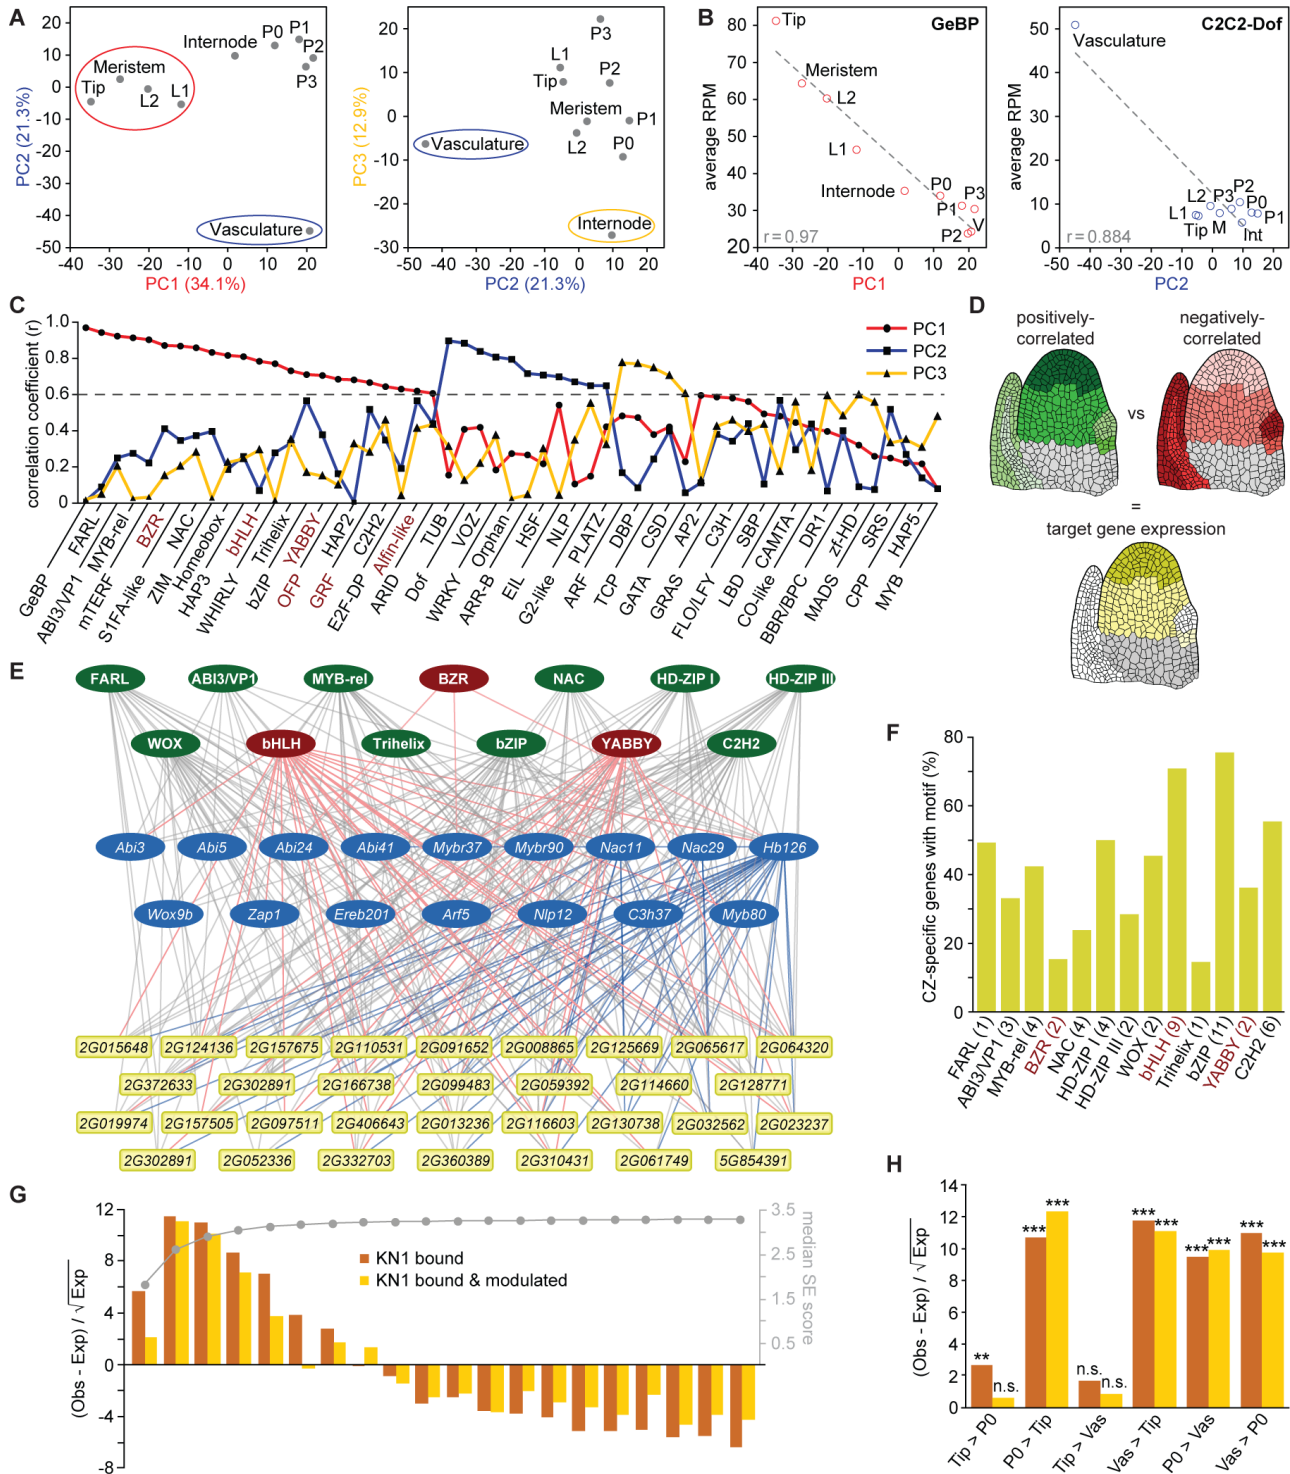 A
20
10
0
-10
-20
-30
-40
-50
PC2 (21.3%)
-40 -30 -20 -10 0 10 20
PC1 (34.1%)
Meristem
Tip
L2
L1
Internode
P0
P1
P2
P3
Vasculature
20
10
0
-10
-20
-30
PC3 (12.9%)
-50 -40 -30 -20 -10 0 10 20
PC2 (21.3%)
P3
L1
Tip
P2
Meristem
P1
L2
P0
Vasculature
Internode
B
GeBP
80
70
60
50
40
30
20
average RPM
-40 -30 -20 -10 0 10 20
PC1
Tip
Meristem
L2
L1
Internode
P0
P3
P1
V
P2
r = 0.97
C2C2-Dof
50
40
30
20
10
0
average RPM
-50 -40 -30 -20 -10 0 10 20
PC2
Vasculature
L2 P3 P2
P0
L1
P1
Tip M
Int
r = 0.884
C
1.0
0.8
0.6
0.4
0.2
0
correlation coefficient (r)
PC1
PC2
PC3
GeBP
FARL
ABI3/VP1
MYB-rel
mTERF
BZR
S1FA-like
NAC
ZIM
Homeobox
HAP3
bHLH
WHIRLY
Trihelix
bZIP
YABBY
OFP
HAP2
GRF
C2H2
E2F-DP
Alfin-like
ARID
TUB
Dof
VOZ
WRKY
Orphan
ARR-B
HSF
EIL
NLP
G2-like
PLATZ
ARF
DBP
TCP
CSD
GATA
AP2
GRAS
C3H
FLO/LFY
SBP
LBD
CAMTA
CO-like
DR1
BBR/BPC
zf-HD
MADS
SRS
CPP
HAP5
MYB
D
positively-
correlated
vs
negatively-
correlated
=
target gene expression
E
FARL ABI3/VP1 MYB-rel BZR NAC HD-ZIP I HD-ZIP III
WOX bHLH Trihelix bZIP YABBY C2H2
Abi3 Abi5 Abi24 Abi41 Mybr37 Mybr90 Nac11 Nac29 Hb126
Wox9b Zap1 Ereb201 Arf5 Nlp12 C3h37 Myb80
2G015648 2G124136 2G157675 2G110531 2G091652 2G008865 2G125669 2G065617 2G064320
2G372633 2G302891 2G166738 2G099483 2G059392 2G114660 2G128771
2G019974 2G157505 2G097511 2G406643 2G013236 2G116603 2G130738 2G032562 2G023237
2G302891 2G052336 2G332703 2G360389 2G310431 2G061749 5G854391
F
80
60
40
20
0
CZ-specific genes with motif (%)
FARL (1)
ABI3/VP1 (3)
MYB-rel (4)
BZR (2)
NAC (4)
HD-ZIP I (4)
HD-ZIP III (2)
WOX (2)
bHLH (9)
Trihelix (1)
bZIP (11)
YABBY (2)
C2H2 (6)
G
12
8
4
0
-4
-8
(Obs - Exp) / √Exp
KN1 bound
KN1 bound & modulated
3.5
2.5
1.5
0.5
median SE score
H
14
12
10
8
6
4
2
0
(Obs - Exp) / √Exp
** n.s.
*** ***
n.s. n.s.
*** ***
*** ***
*** ***
Tip > P0
P0 > Tip
Tip > Vas
Vas > Tip
P0 > Vas
Vas > P0